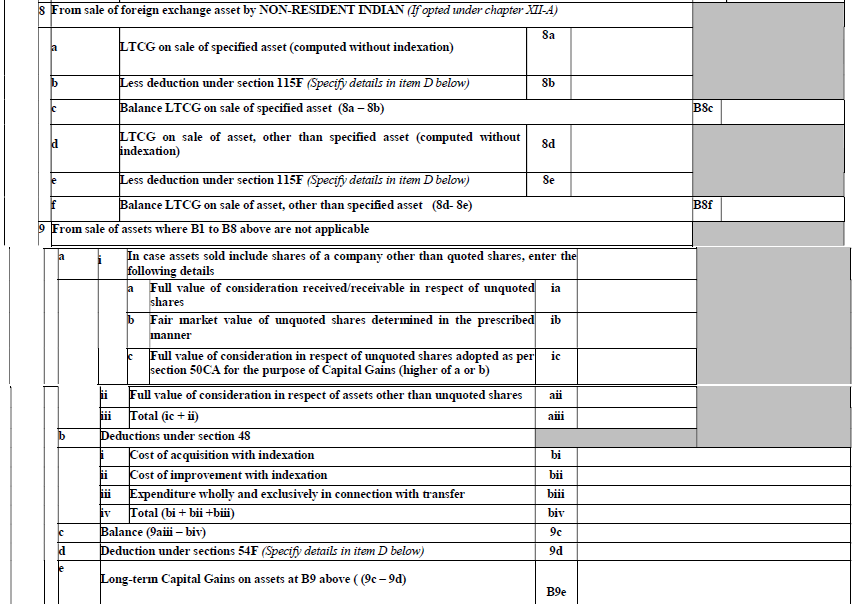 8 From sale of foreign exchange asset by NON-RESIDENT INDIAN (If opted under chapter XII-A)
a LTCG on sale of specified asset (computed without indexation) 8a
b Less deduction under section 115F (Specify details in item D below) 8b
c Balance LTCG on sale of specified asset (8a – 8b) B8c
d LTCG on sale of asset, other than specified asset (computed without
indexation) 8d
e Less deduction under section 115F (Specify details in item D below) 8e
f Balance LTCG on sale of asset, other than specified asset (8d- 8e) B8f
9 From sale of assets where B1 to B8 above are not applicable
a i In case assets sold include shares of a company other than quoted shares, enter the
following details
a Full value of consideration received/receivable in respect of unquoted ia
shares
b Fair market value of unquoted shares determined in the prescribed ib
manner
c Full value of consideration in respect of unquoted shares adopted as per ic
section 50CA for the purpose of Capital Gains (higher of a or b)
ii Full value of consideration in respect of assets other than unquoted shares aii
iii Total (ic + ii) aiii
b Deductions under section 48
i Cost of acquisition with indexation bi
ii Cost of improvement with indexation bii
iii Expenditure wholly and exclusively in connection with transfer biii
iv Total (bi + bii +biii) biv
c Balance (9aiii – biv) 9c
d Deduction under sections 54F (Specify details in item D below) 9d
e Long-term Capital Gains on assets at B9 above ( (9c – 9d) B9e